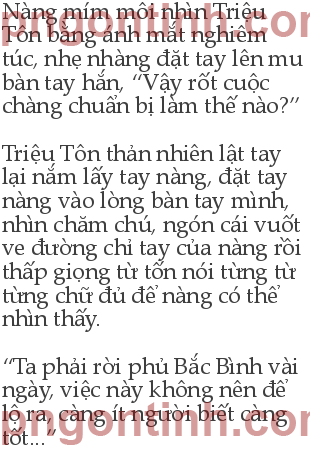 Nàng mím môi nhìn Triệu
Tôn bằng ánh mắt nghiêm
túc, nhẹ nhàng đặt tay lên mu
bàn tay hắn, “Vậy rốt cuộc
chàng chuẩn bị làm thế nào?”
Triệu Tôn thản nhiên lật tay
lại nắm lấy tay nàng, đặt tay
nàng vào lòng bàn tay mình,
nhìn chăm chú, ngón cái vuốt
ve đường chỉ tay của nàng rồi
thấp giọng từ tốn nói từng từ
từng chữ đủ để nàng có thể
nhìn thấy.
“Ta phải rời phủ Bắc Bình vài
ngày, việc này không nên để
lộ ra, càng ít người biết càng
tốt...”
pngontinh.com
pngontinh.com